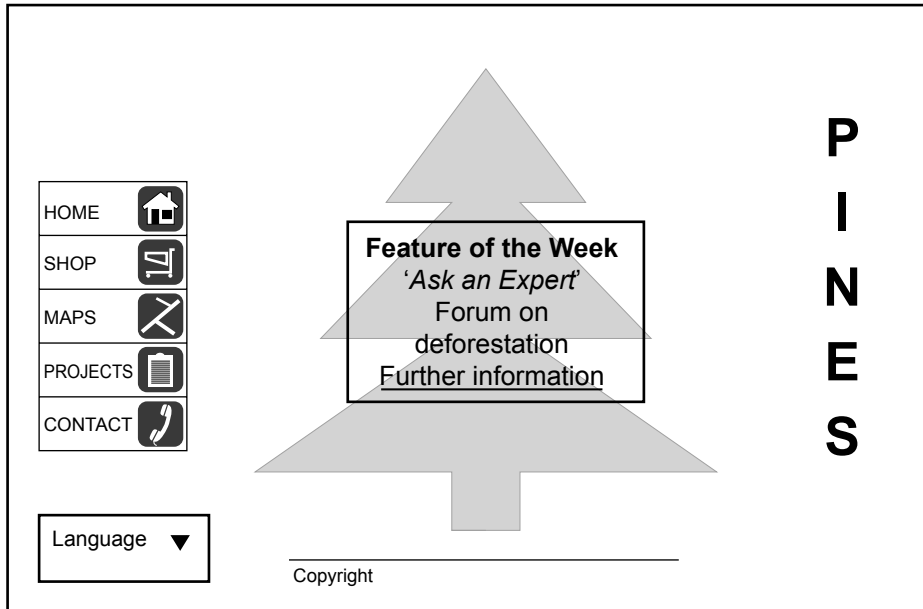 HOME
SHOP
MAPS
PROJECTS
CONTACT
Language
Feature of the Week
‘Ask an Expert’
Forum on
deforestation
Further information
Copyright
P
I
N
E
S